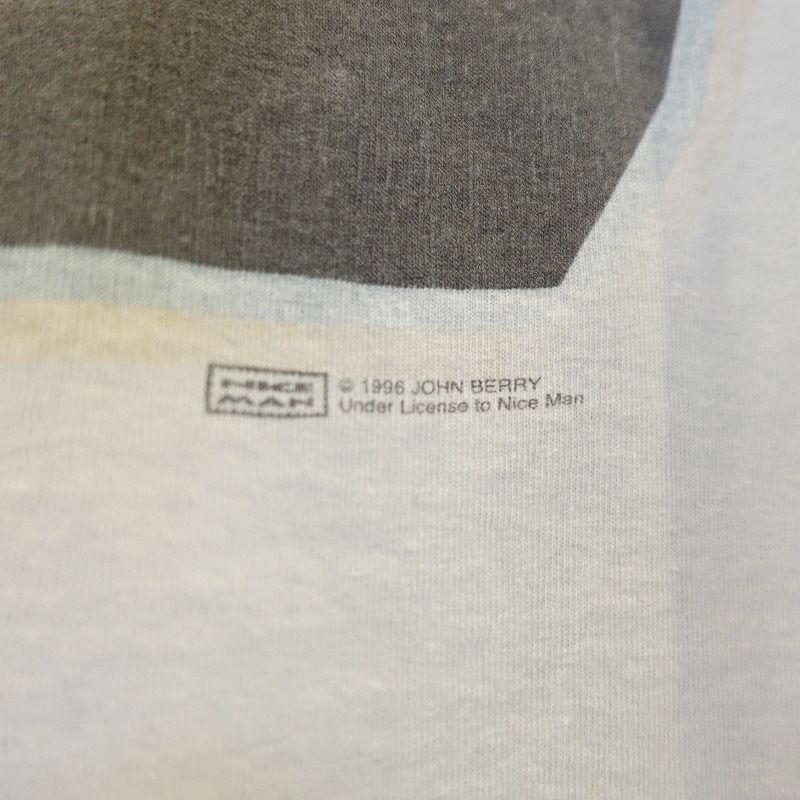 NICE
MAN
© 1996 JOHN BERRY
Under License to Nice Man